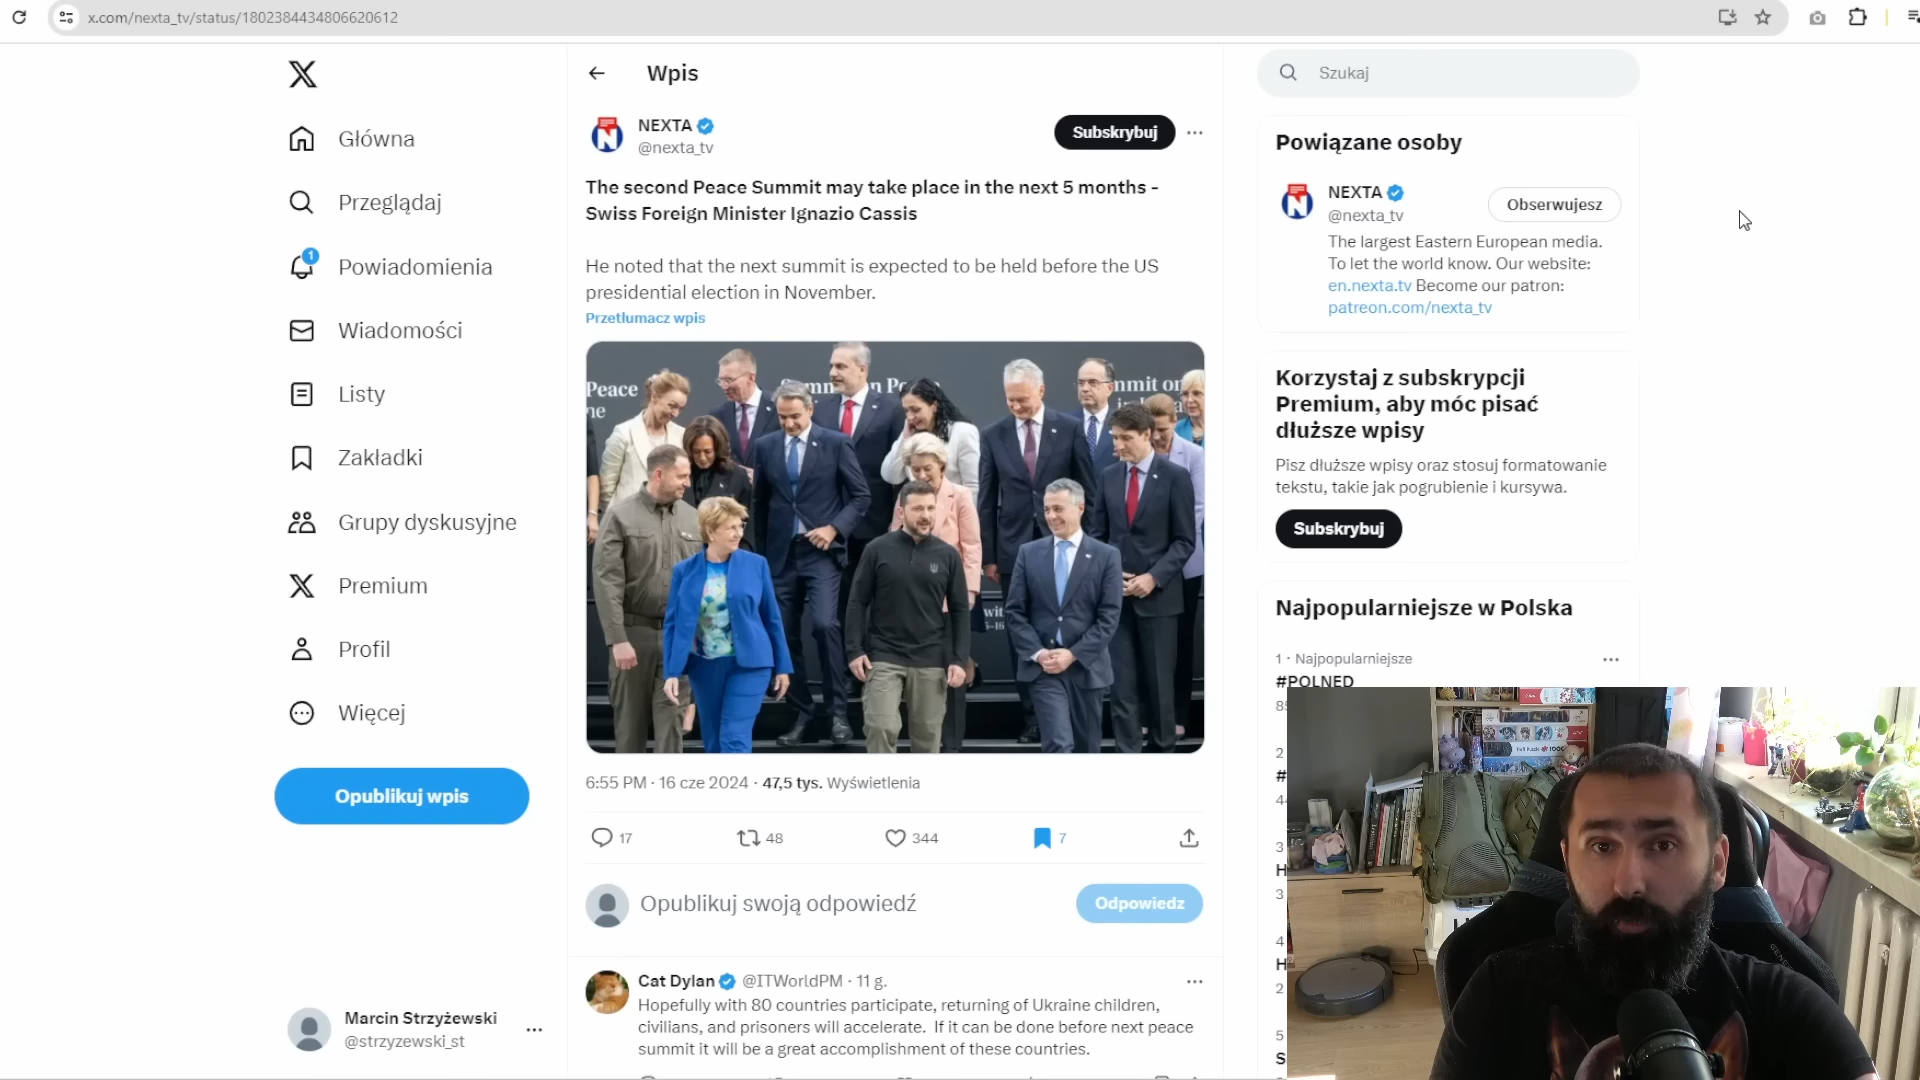 x.com/nexta_tv/status/1802384434806620612
Główna
Przeglądaj
1
Powiadomienia
Wiadomości
Listy
Zakładki
Grupy dyskusyjne
Premium
Profil
Więcej
Opublikuj wpis
Marcin Strzyżewski
@strzyzewski_st
Wpis
NEXTA
@nexta_tv
Subskrybuj
The second Peace Summit may take place in the next 5 months -
Swiss Foreign Minister Ignazio Cassis
He noted that the next summit is expected to be held before the US
presidential election in November.
Przetłumacz wpis
Peace
6:55 PM · 16 cze 2024 · 47,5 tys. Wyświetlenia
17
48
344
7
Opublikuj swoją odpowiedź
Odpowiedz
Cat Dylan @ITWorldPM · 11 g.
Hopefully with 80 countries participate, returning of Ukraine children,
civilians, and prisoners will accelerate. If it can be done before next peace
summit it will be a great accomplishment of these countries.
Szukaj
Powiązane osoby
NEXTA
@nexta_tv
Obserwujesz
The largest Eastern European media.
To let the world know. Our website:
en.nexta.tv Become our patron:
patreon.com/nexta_tv
Korzystaj z subskrypcji
Premium, aby móc pisać
dłuższe wpisy
Pisz dłuższe wpisy oraz stosuj formatowanie
tekstu, takie jak pogrubienie i kursywa.
Subskrybuj
Najpopularniejsze w Polska
1 · Najpopularniejsze
#POLNED
2
#
3
H
3
4
H
2
5
S